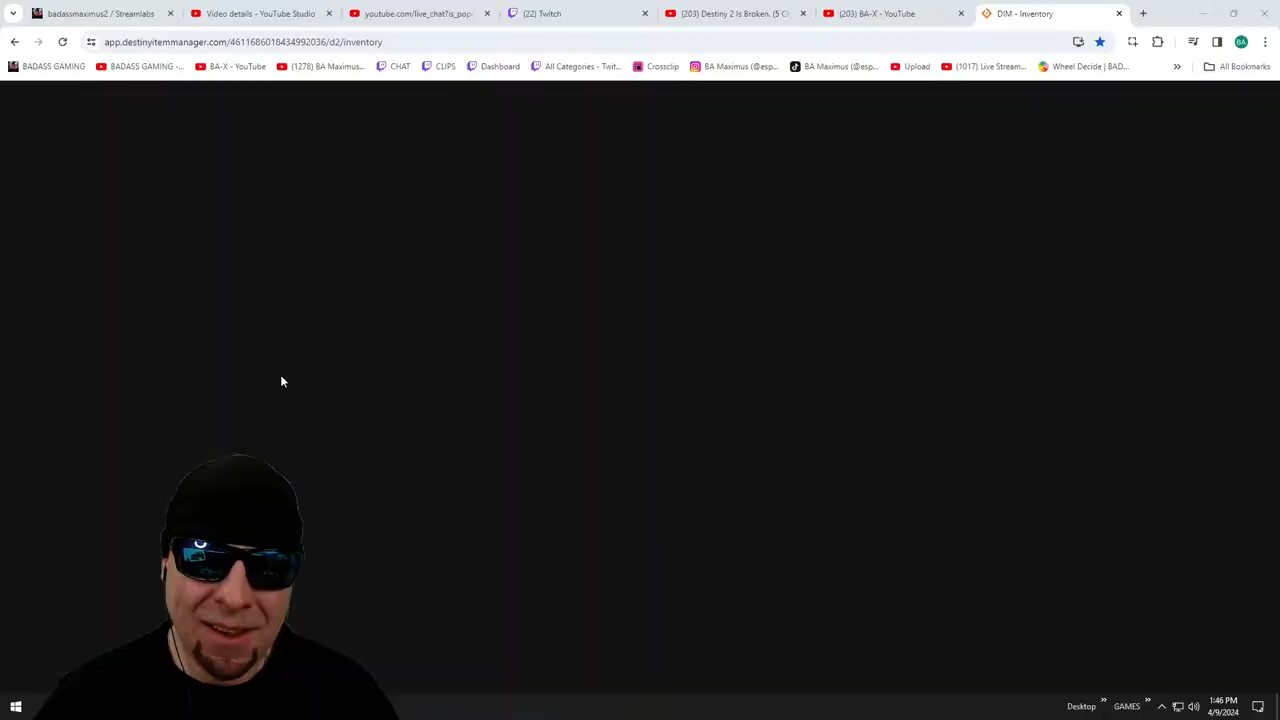 badassmaximus2 / Streamlabs
Video details - YouTube Studio
youtube.com/live_chat?is_pop
(22) Twitch
(203) Destiny 2 is Broken. (5 C
(203) BA-X - YouTube
DIM - Inventory
app.destinyitemmanager.com/4611686018434992036/d2/inventory
BADASS GAMING
BADASS GAMING -...
BA-X - YouTube
(1278) BA Maximus...
CHAT
CLIPS
Dashboard
All Categories - Twit...
Crossclip
BA Maximus (@esp...
BA Maximus (@esp...
Upload
(1017) Live Stream...
Wheel Decide | BAD...
»
All Bookmarks
BA
Desktop
»
GAMES
»
1:46 PM
4/9/2024